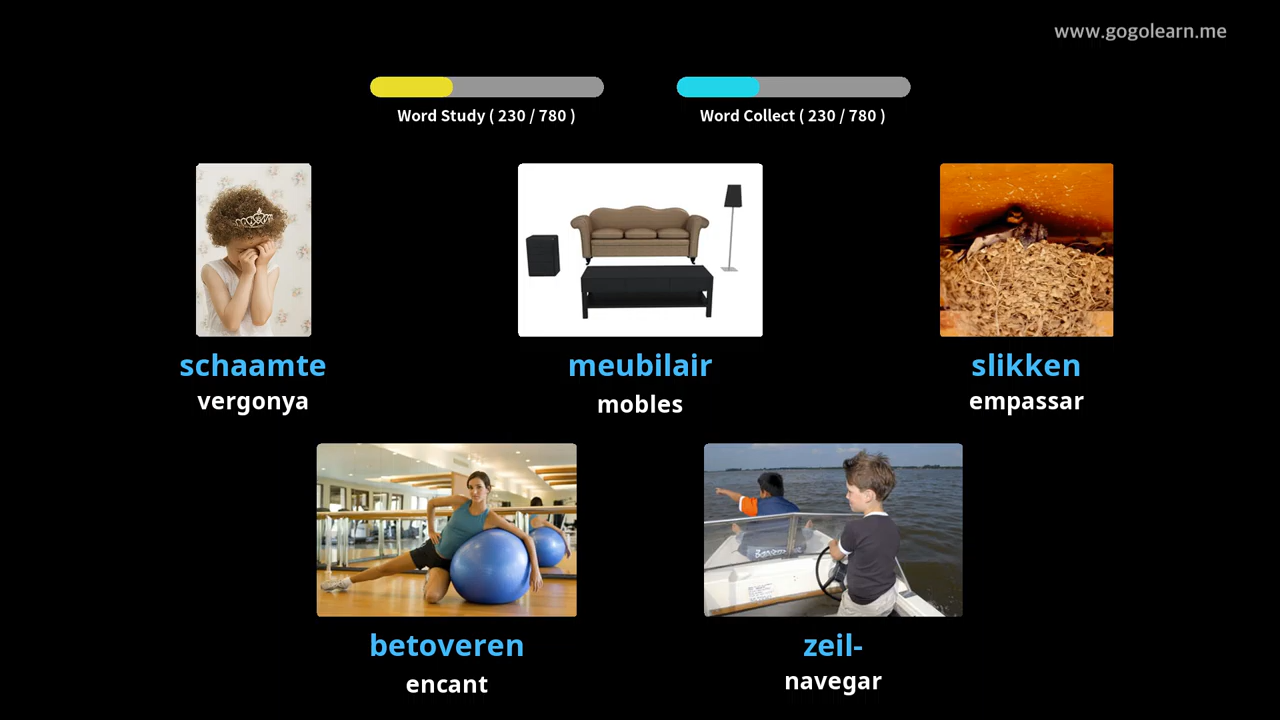 www.gogolearn.me
Word Study ( 230 / 780 )
Word Collect ( 230 / 780 )
schaamte
vergonya
meubilair
mobles
slikken
empassar
betoveren
encant
zeil-
navegar